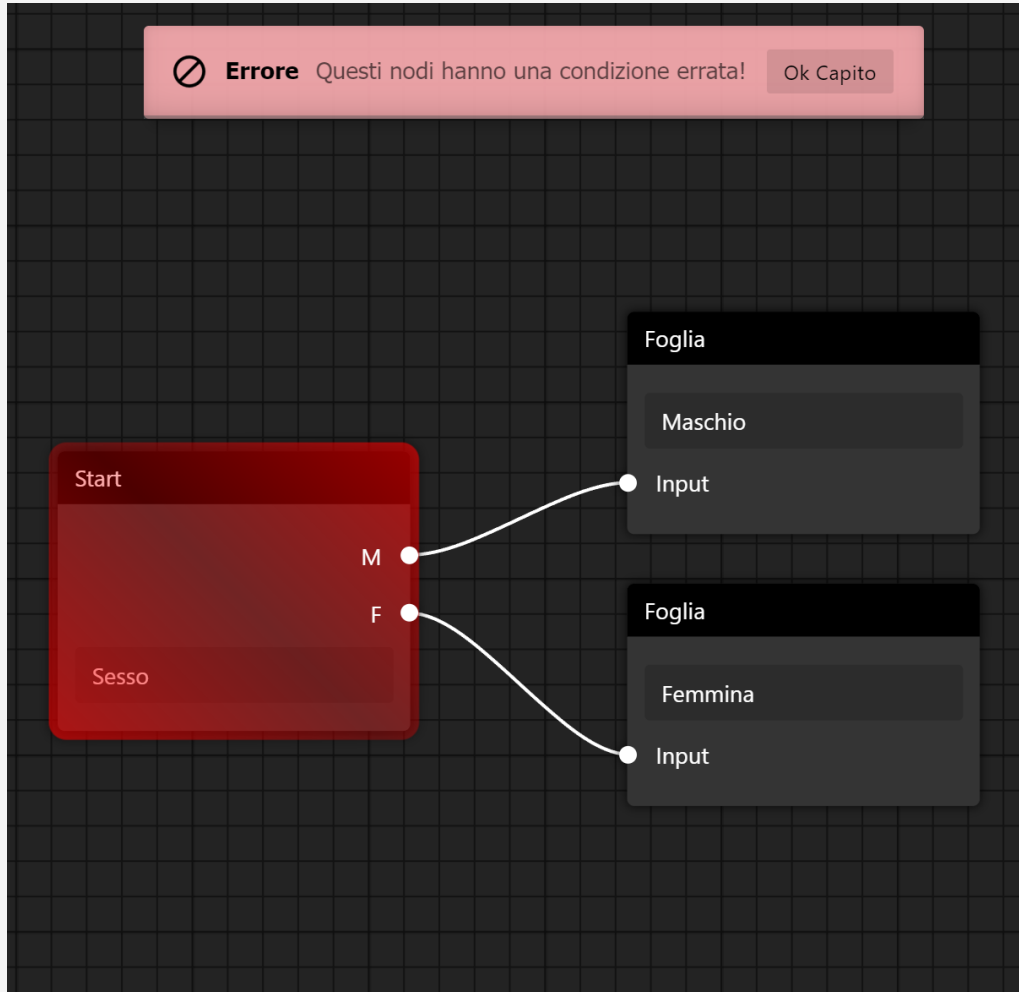 Errore Questi nodi hanno una condizione errata! Ok Capito
Foglia
Maschio
Input
Start
M
F
Sesso
Foglia
Femmina
Input